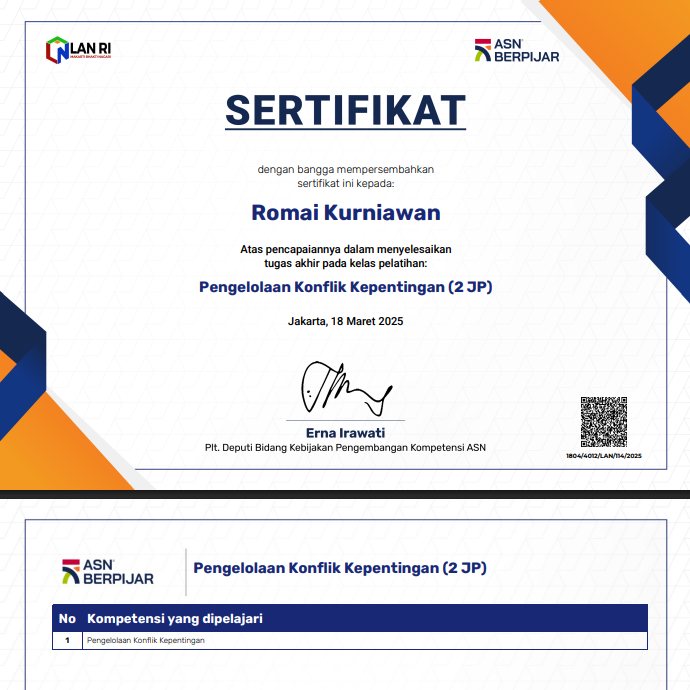 LAN RI
MAKARTI BHAKTI NAGARI
ASN
BERPIJAR
SERTIFIKAT
dengan bangga mempersembahkan
sertifikat ini kepada:
Romai Kurniawan
Atas pencapaiannya dalam menyelesaikan
tugas akhir pada kelas pelatihan:
Pengelolaan Konflik Kepentingan (2 JP)
Jakarta, 18 Maret 2025
Erna Irawati
Plt. Deputi Bidang Kebijakan Pengembangan Kompetensi ASN
1804/4012/LAN/114/2025
ASN
BERPIJAR
Pengelolaan Konflik Kepentingan (2 JP)
No Kompetensi yang dipelajari
1 Pengelolaan Konflik Kepentingan